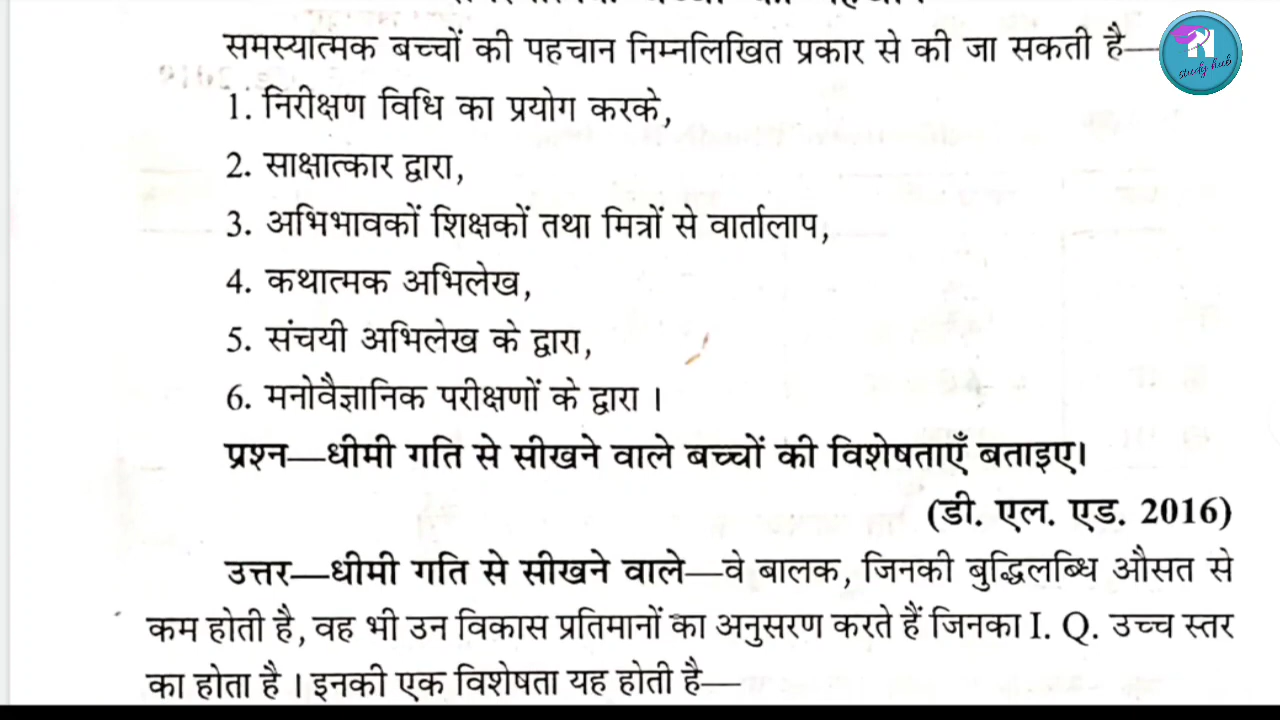 समस्यात्मक बच्चों की पहचान निम्नलिखित प्रकार से की जा सकती है—
study hub
1. निरीक्षण विधि का प्रयोग करके,
2. साक्षात्कार द्वारा,
3. अभिभावकों शिक्षकों तथा मित्रों से वार्तालाप,
4. कथात्मक अभिलेख,
5. संचयी अभिलेख के द्वारा,
6. मनोवैज्ञानिक परीक्षणों के द्वारा ।
प्रश्न—धीमी गति से सीखने वाले बच्चों की विशेषताएँ बताइए।
(डी. एल. एड. 2016)
उत्तर—धीमी गति से सीखने वाले—वे बालक, जिनकी बुद्धिलब्धि औसत से
कम होती है, वह भी उन विकास प्रतिमानों का अनुसरण करते हैं जिनका I. Q. उच्च स्तर
का होता है । इनकी एक विशेषता यह होती है—